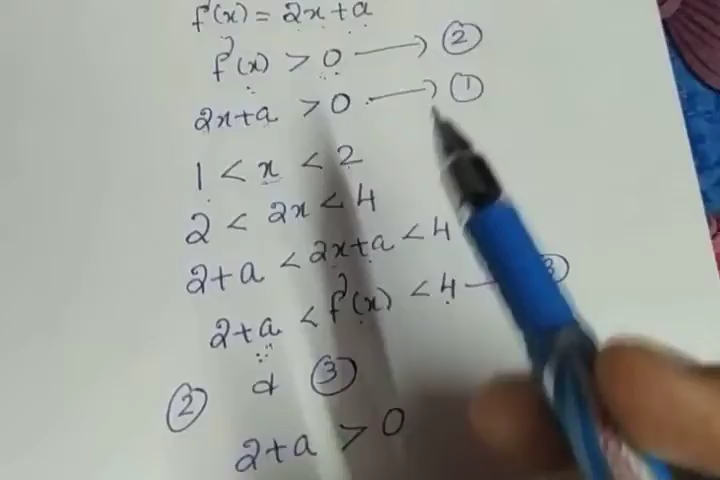 f'(x) = 2x+a
f'(x) > 0 → ②
2x+a > 0 → ①
1 < x < 2
2 < 2x < 4
2+a < 2x+a < 4
2+a < f'(x) < 4 – ③
② d ③
2+a > 0